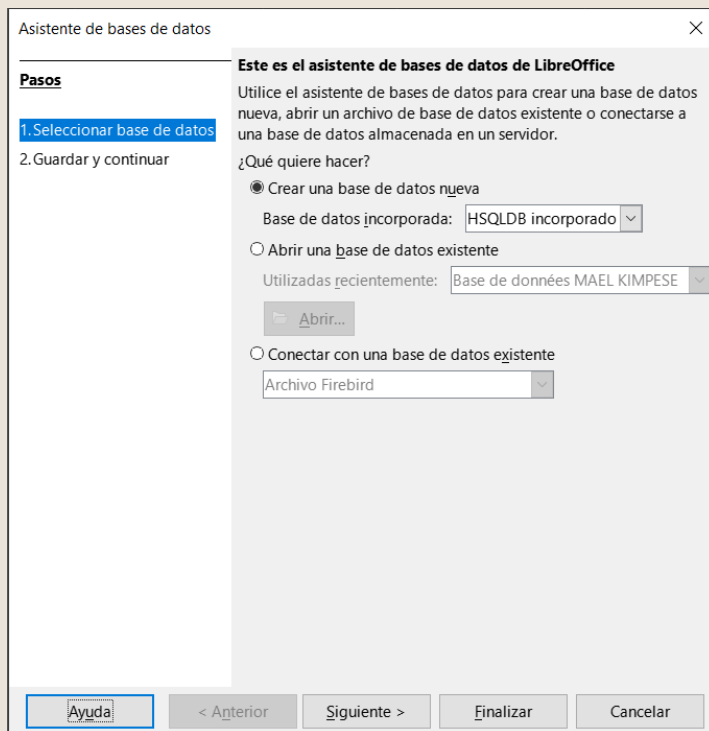 Asistente de bases de datos
Pasos
1.Seleccionar base de datos
2.Guardar y continuar
Este es el asistente de bases de datos de LibreOffice
Utilice el asistente de bases de datos para crear una base de datos
nueva, abrir un archivo de base de datos existente o conectarse a
una base de datos almacenada en un servidor.
¿Qué quiere hacer?
Crear una base de datos nueva
Base de datos incorporada: HSQLDB incorporado
Abrir una base de datos existente
Utilizadas recientemente: Base de données MAEL KIMPESE
Abrir...
Conectar con una base de datos existente
Archivo Firebird
Ayuda < Anterior Siguiente > Finalizar Cancelar